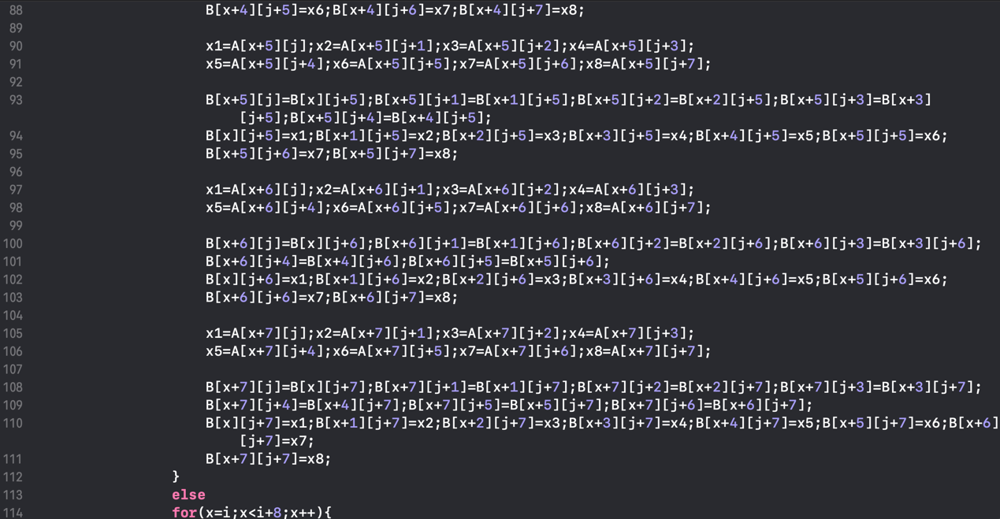 88 B[x+4][j+5]=x6;B[x+4][j+6]=x7;B[x+4][j+7]=x8;
89
90 x1=A[x+5][j];x2=A[x+5][j+1];x3=A[x+5][j+2];x4=A[x+5][j+3];
91 x5=A[x+5][j+4];x6=A[x+5][j+5];x7=A[x+5][j+6];x8=A[x+5][j+7];
92
93 B[x+5][j]=B[x][j+5];B[x+5][j+1]=B[x+1][j+5];B[x+5][j+2]=B[x+2][j+5];B[x+5][j+3]=B[x+3]
[j+5];B[x+5][j+4]=B[x+4][j+5];
94 B[x][j+5]=x1;B[x+1][j+5]=x2;B[x+2][j+5]=x3;B[x+3][j+5]=x4;B[x+4][j+5]=x5;B[x+5][j+5]=x6;
95 B[x+5][j+6]=x7;B[x+5][j+7]=x8;
96
97 x1=A[x+6][j];x2=A[x+6][j+1];x3=A[x+6][j+2];x4=A[x+6][j+3];
98 x5=A[x+6][j+4];x6=A[x+6][j+5];x7=A[x+6][j+6];x8=A[x+6][j+7];
99
100 B[x+6][j]=B[x][j+6];B[x+6][j+1]=B[x+1][j+6];B[x+6][j+2]=B[x+2][j+6];B[x+6][j+3]=B[x+3][j+6];
101 B[x+6][j+4]=B[x+4][j+6];B[x+6][j+5]=B[x+5][j+6];
102 B[x][j+6]=x1;B[x+1][j+6]=x2;B[x+2][j+6]=x3;B[x+3][j+6]=x4;B[x+4][j+6]=x5;B[x+5][j+6]=x6;
103 B[x+6][j+6]=x7;B[x+6][j+7]=x8;
104
105 x1=A[x+7][j];x2=A[x+7][j+1];x3=A[x+7][j+2];x4=A[x+7][j+3];
106 x5=A[x+7][j+4];x6=A[x+7][j+5];x7=A[x+7][j+6];x8=A[x+7][j+7];
107
108 B[x+7][j]=B[x][j+7];B[x+7][j+1]=B[x+1][j+7];B[x+7][j+2]=B[x+2][j+7];B[x+7][j+3]=B[x+3][j+7];
109 B[x+7][j+4]=B[x+4][j+7];B[x+7][j+5]=B[x+5][j+7];B[x+7][j+6]=B[x+6][j+7];
110 B[x][j+7]=x1;B[x+1][j+7]=x2;B[x+2][j+7]=x3;B[x+3][j+7]=x4;B[x+4][j+7]=x5;B[x+5][j+7]=x6;B[x+6]
[j+7]=x7;
111 B[x+7][j+7]=x8;
112 }
113 else
114 for(x=i;x<i+8;x++){